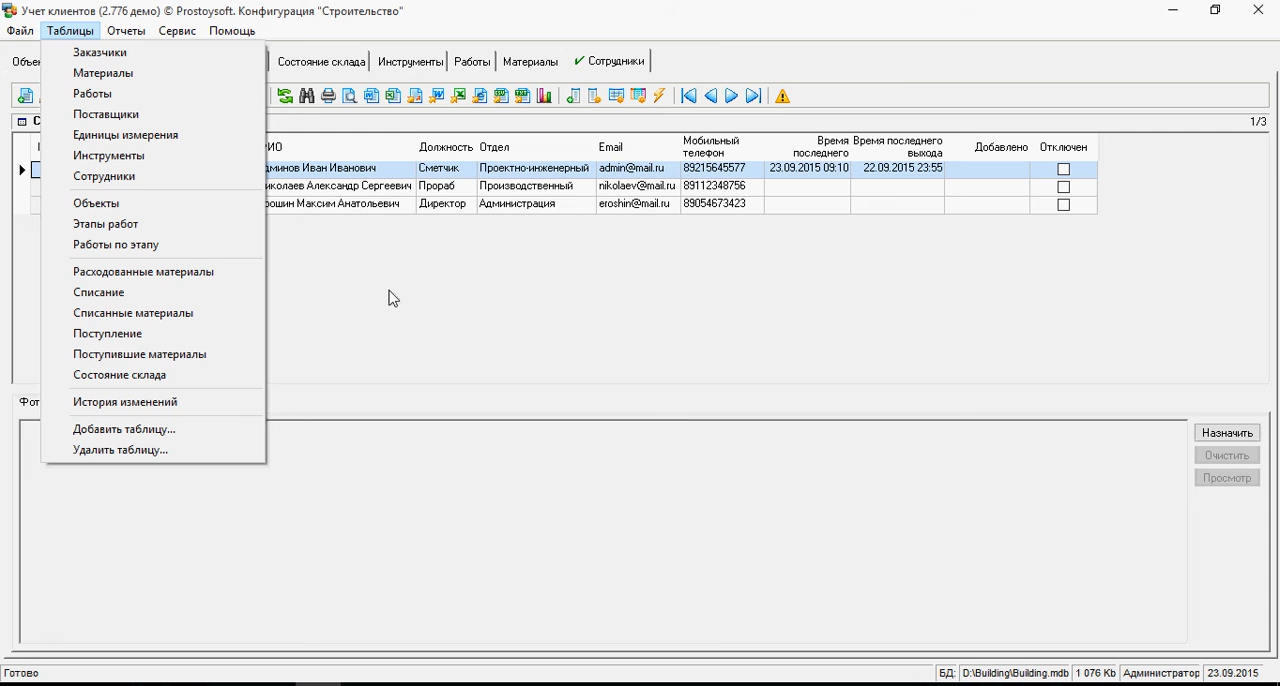 Учет клиентов (2.776 демо) © Prostoysoft. Конфигурация "Строительство"
Файл Таблицы Отчеты Сервис Помощь
Состояние склада Инструменты Работы Материалы Сотрудники
1/3
Должность Отдел Email Мобильный телефон Время последнего Время последнего выхода Добавлено Отключен
дминов Иван Иванович Сметчик Проектно-инженерный admin@mail.ru 89215645577 23.09.2015 09:10 22.09.2015 23:55
иколаев Александр Сергеевич Прораб Производственный nikolaev@mail.ru 89112348756
рошин Максим Анатольевич Директор Администрация eroshin@mail.ru 89054673423
Заказчики
Материалы
Работы
Поставщики
Единицы измерения
Инструменты
Сотрудники
Объекты
Этапы работ
Работы по этапу
Расходованные материалы
Списание
Списанные материалы
Поступление
Поступившие материалы
Состояние склада
История изменений
Добавить таблицу...
Удалить таблицу...
Фот
Назначить
Очистить
Просмотр
Готово БД: D:\Building\Building.mdb 1 076 Kb Администратор 23.09.2015